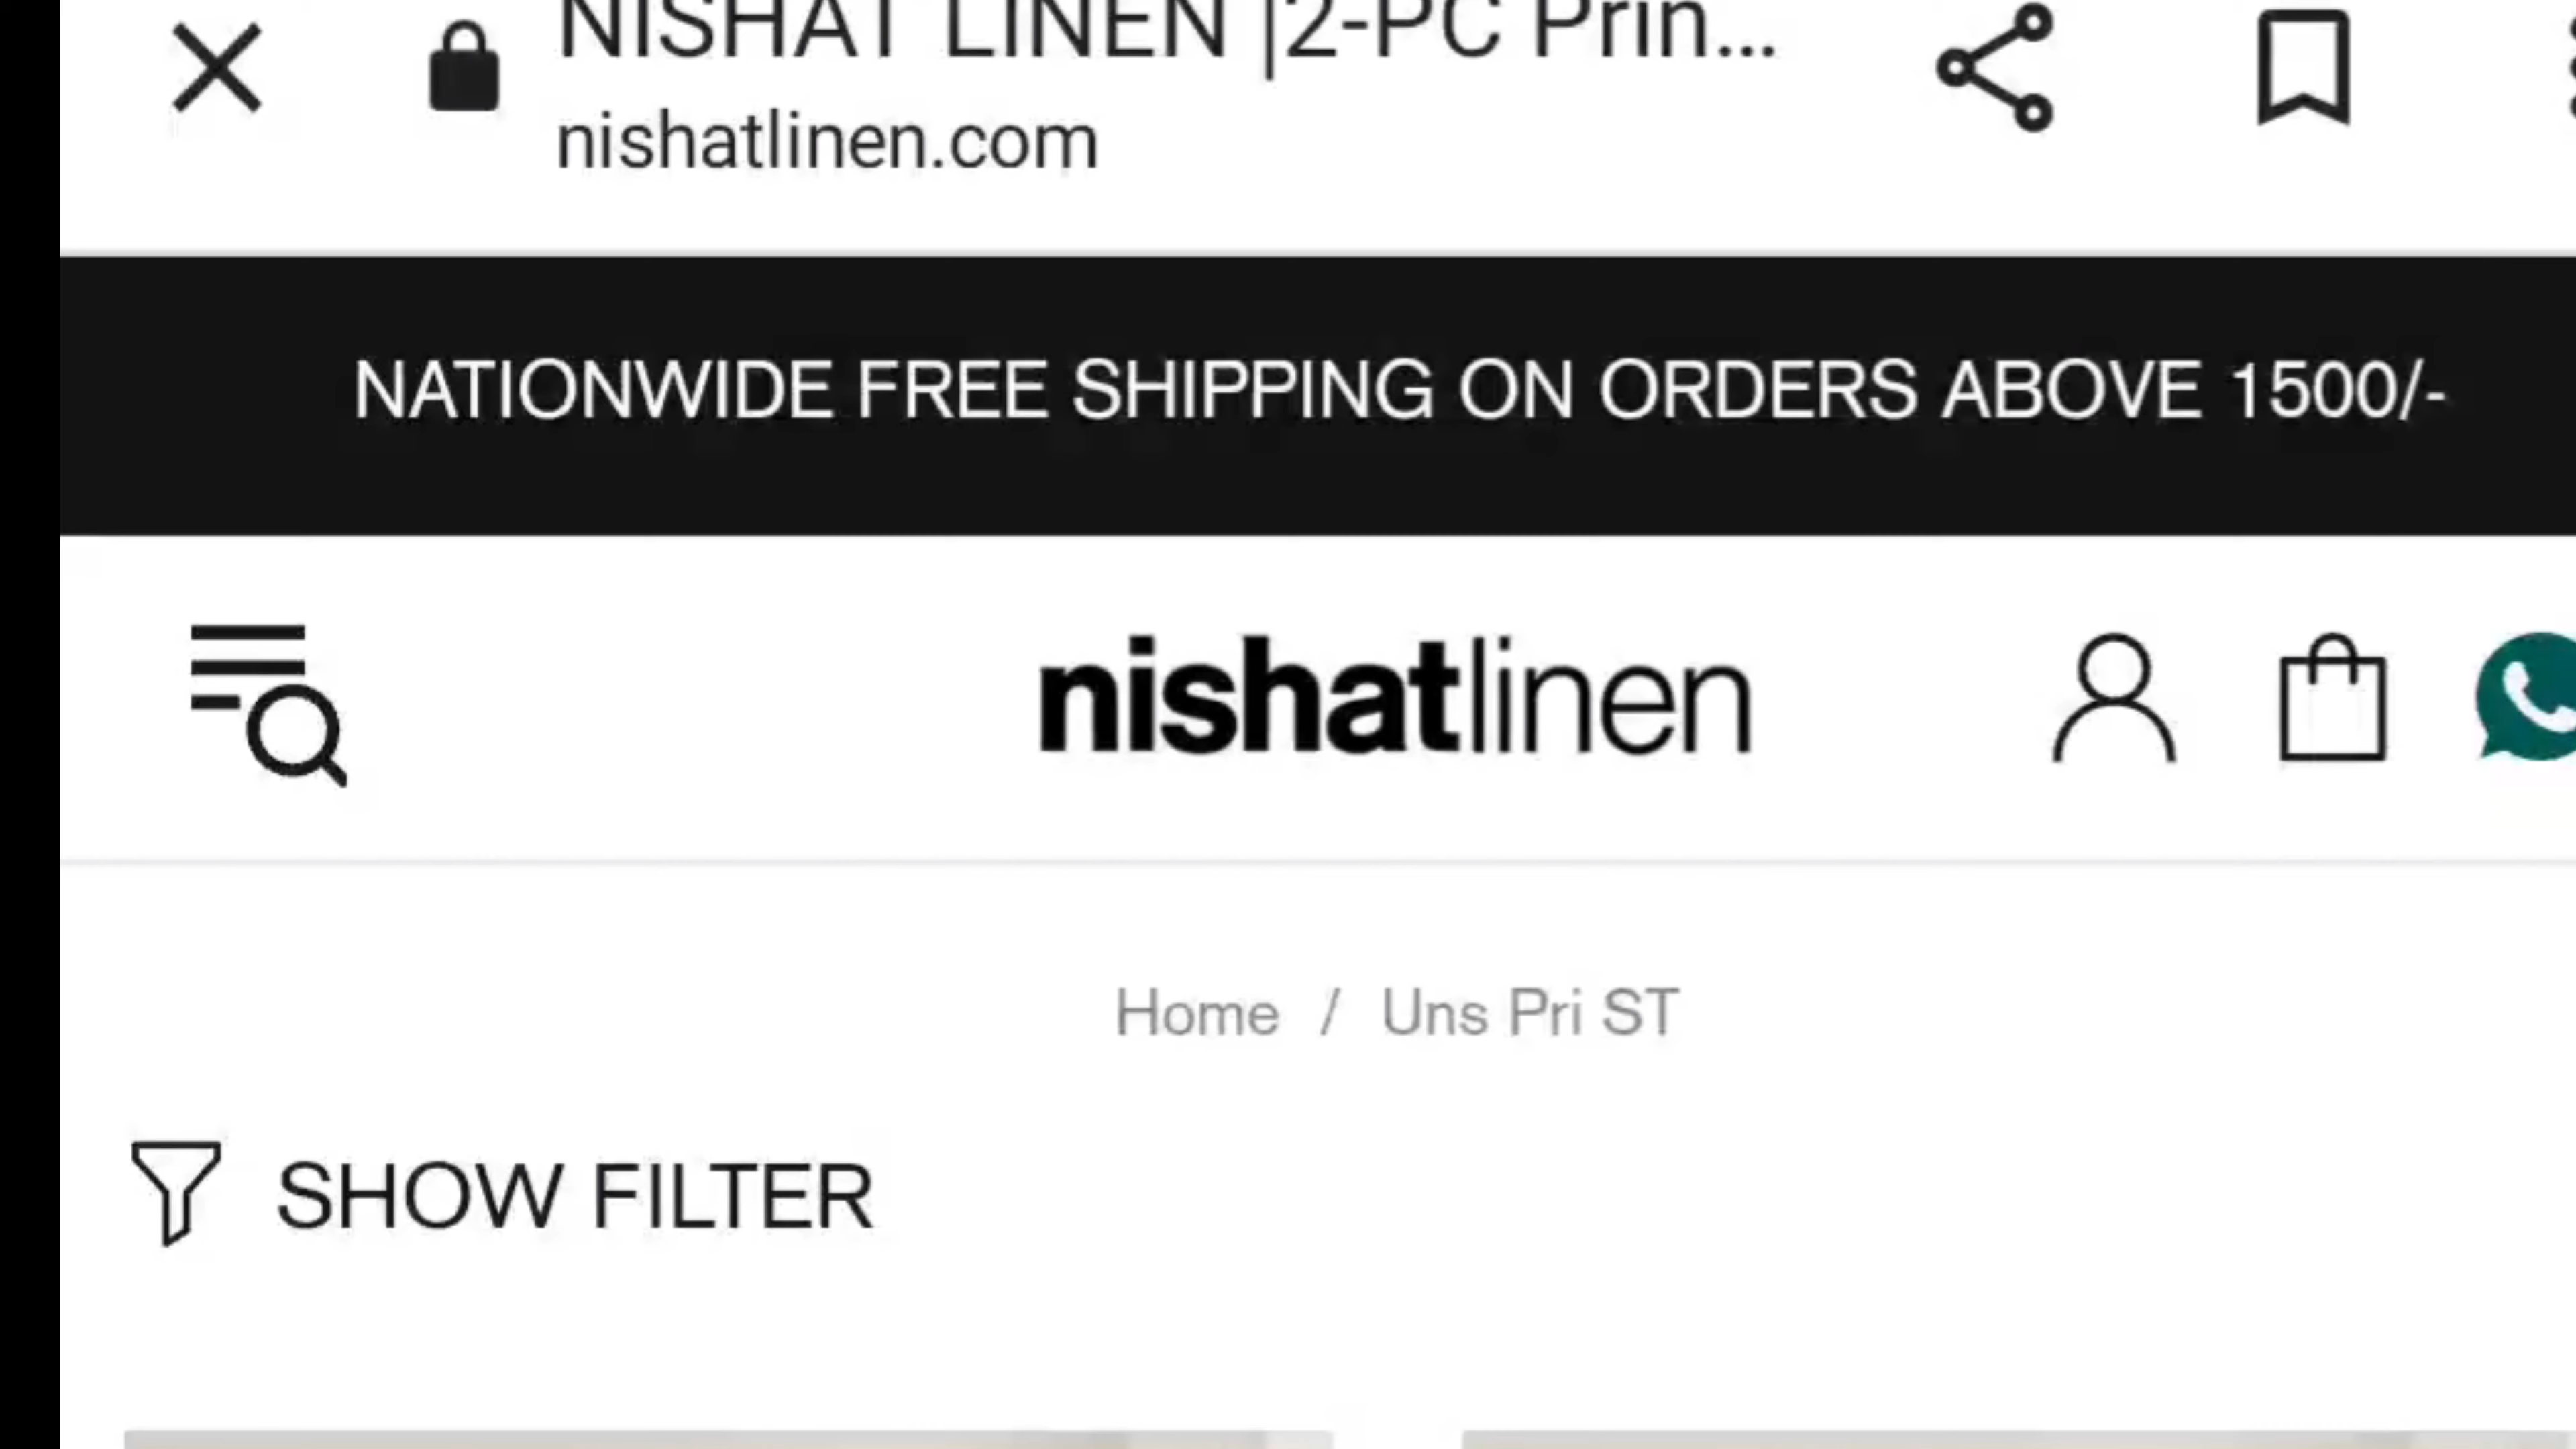 NISHAT LINEN |2-PC Prin...
nishatlinen.com
NATIONWIDE FREE SHIPPING ON ORDERS ABOVE 1500/-
nishatlinen
Home / Uns Pri ST
SHOW FILTER